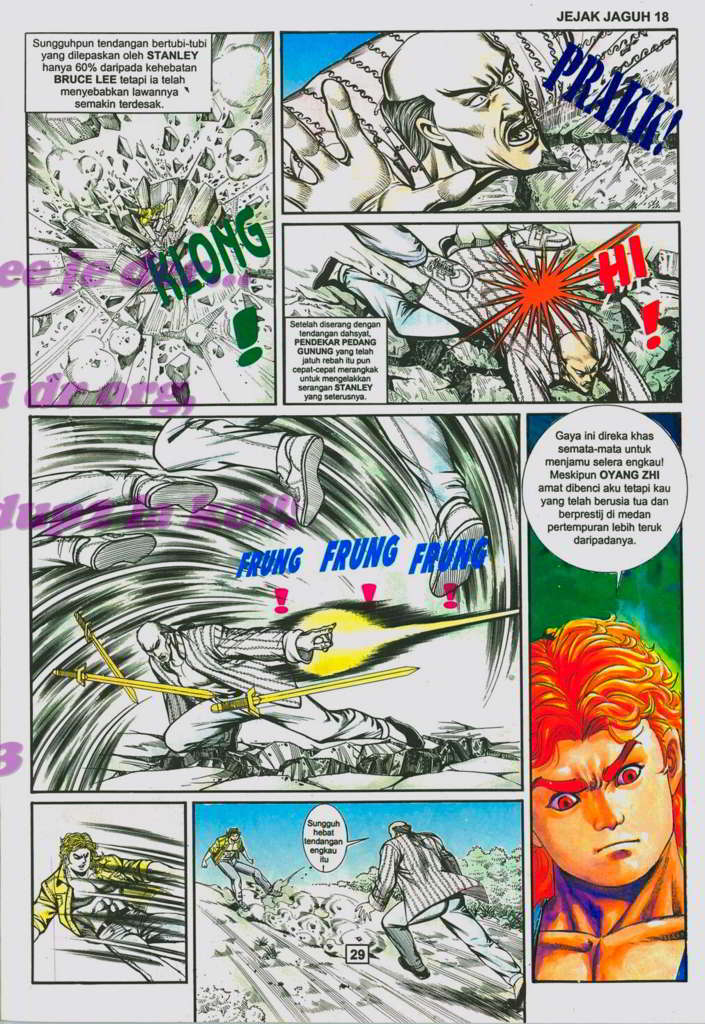 JEJAK JAGUH 18
Sungguhpun tendangan bertubi-tubi
yang dilepaskan oleh STANLEY
hanya 60% daripada kehebatan
BRUCE LEE tetapi ia telah
menyebabkan lawannya
semakin terdesak.
PRAKK!
KLONG
!
HI
!
Setelah diserang dengan
tendangan dahsyat,
PENDEKAR PEDANG
GUNUNG yang telah
jatuh rebah itu pun
cepat-cepat merangkak
untuk mengelakkan
serangan STANLEY
yang seterusnya.
FRUNG FRUNG FRUNG
! ! !
Gaya ini direka khas
semata-mata untuk
menjamu selera engkau!
Meskipun OYANG ZHI
amat dibenci aku tetapi kau
yang telah berusia tua dan
berprestij di medan
pertempuran lebih teruk
daripadanya.
Sungguh
hebat
tendangan
engkau
itu
!
29